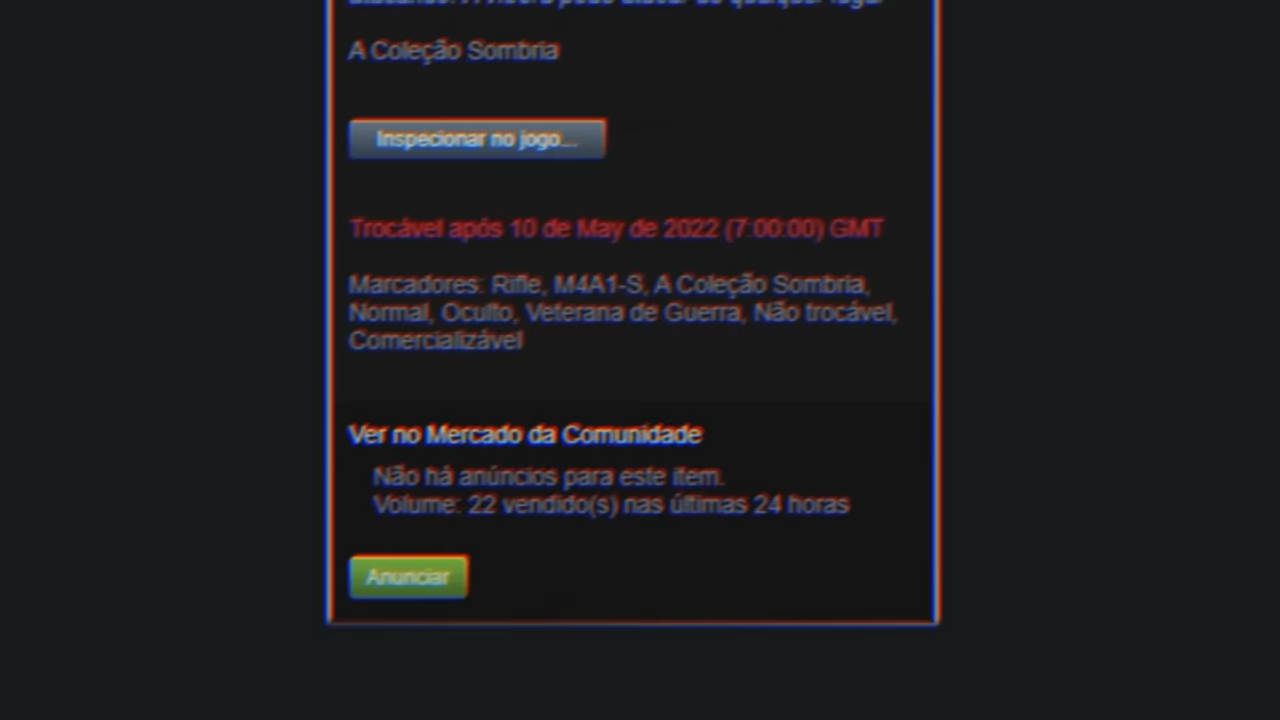 A Coleção Sombria
Inspecionar no jogo...
Trocável após 10 de May de 2022 (7:00:00) GMT
Marcadores: Rifle, M4A1-S, A Coleção Sombria,
Normal, Oculto, Veterana de Guerra, Não trocável,
Comercializável
Ver no Mercado da Comunidade
Não há anúncios para este item.
Volume: 22 vendido(s) nas últimas 24 horas
Anunciar